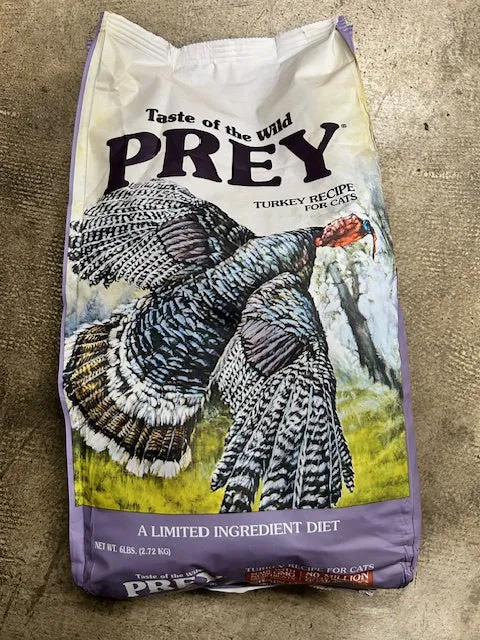 Taste of the Wild
PREY®
TURKEY RECIPE
FOR CATS
A LIMITED INGREDIENT DIET
NET WT. 6LBS. (2.72 KG)
Taste of the Wild
PREY
TURKEY RECIPE FOR CATS